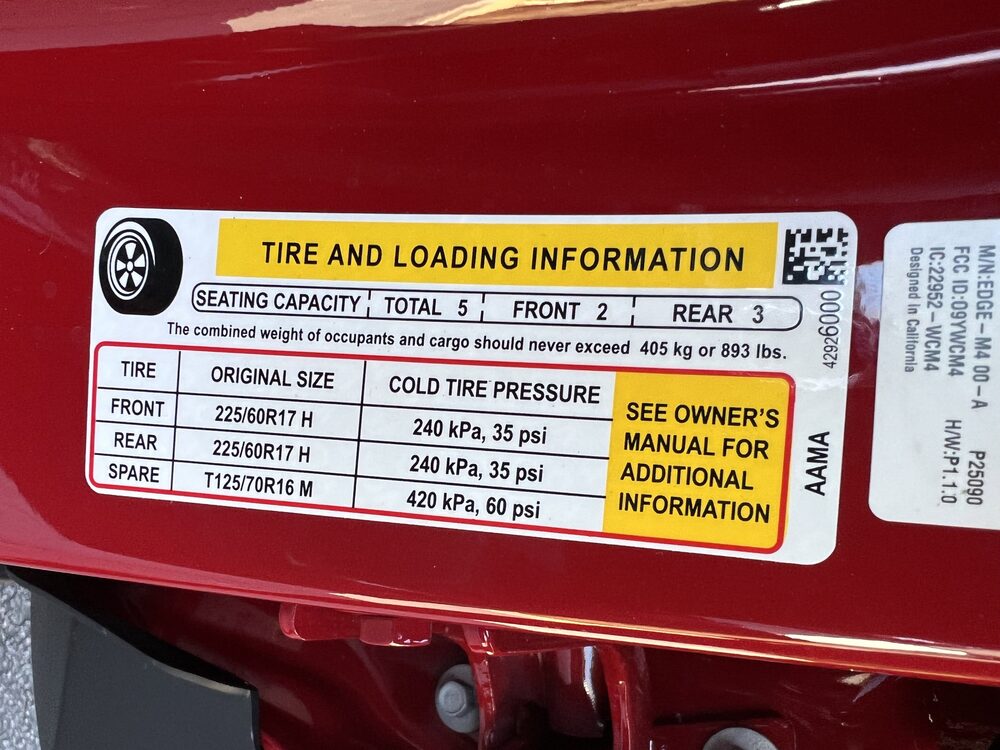 TIRE AND LOADING INFORMATION
SEATING CAPACITY TOTAL 5 FRONT 2 REAR 3
The combined weight of occupants and cargo should never exceed 405 kg or 893 lbs.
TIRE ORIGINAL SIZE COLD TIRE PRESSURE
FRONT 225/60R17 H 240 kPa, 35 psi
REAR 225/60R17 H 240 kPa, 35 psi
SPARE T125/70R16 M 420 kPa, 60 psi
SEE OWNER'S
MANUAL FOR
ADDITIONAL
INFORMATION
42926000
AAMA
M/N:EDGE-M4 00-A P25090
FCC ID:O9YWCM4 H/W:P1.1.0
IC:22952-WCM4
Designed in California